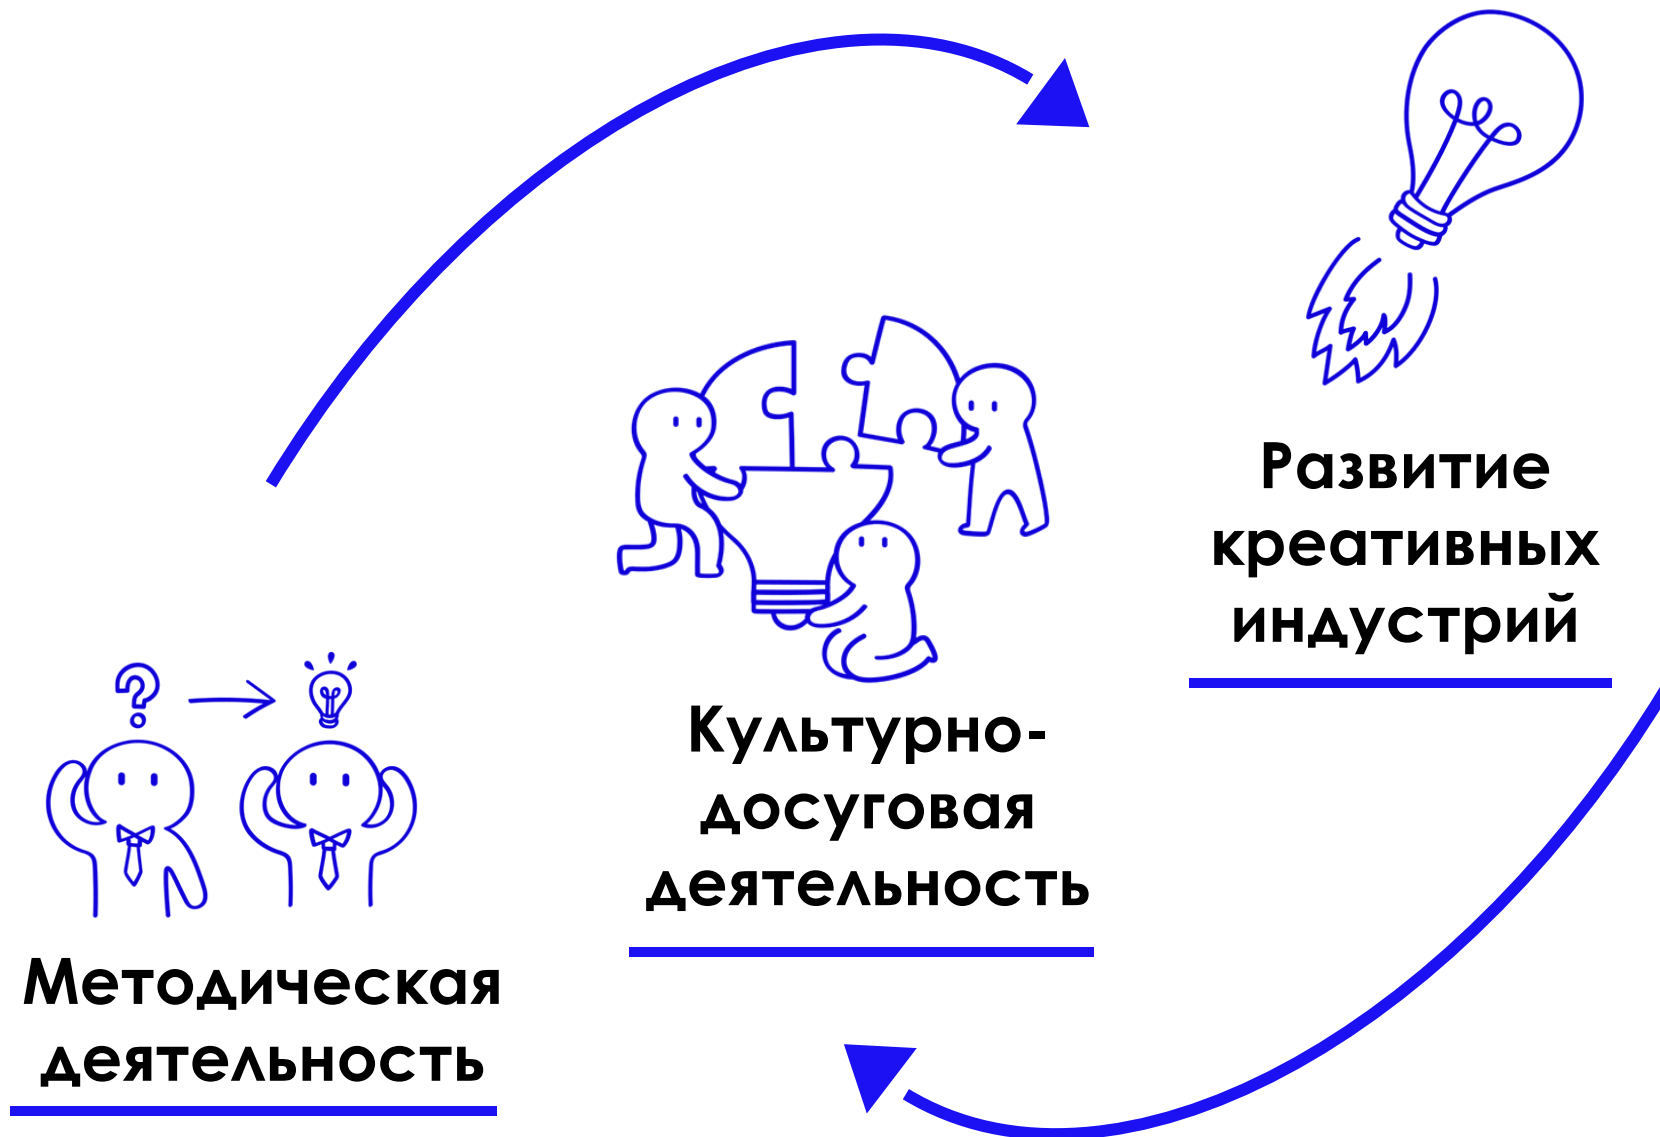 Методическая
деятельность
Культурно-
досуговая
деятельность
Развитие
креативных
индустрий